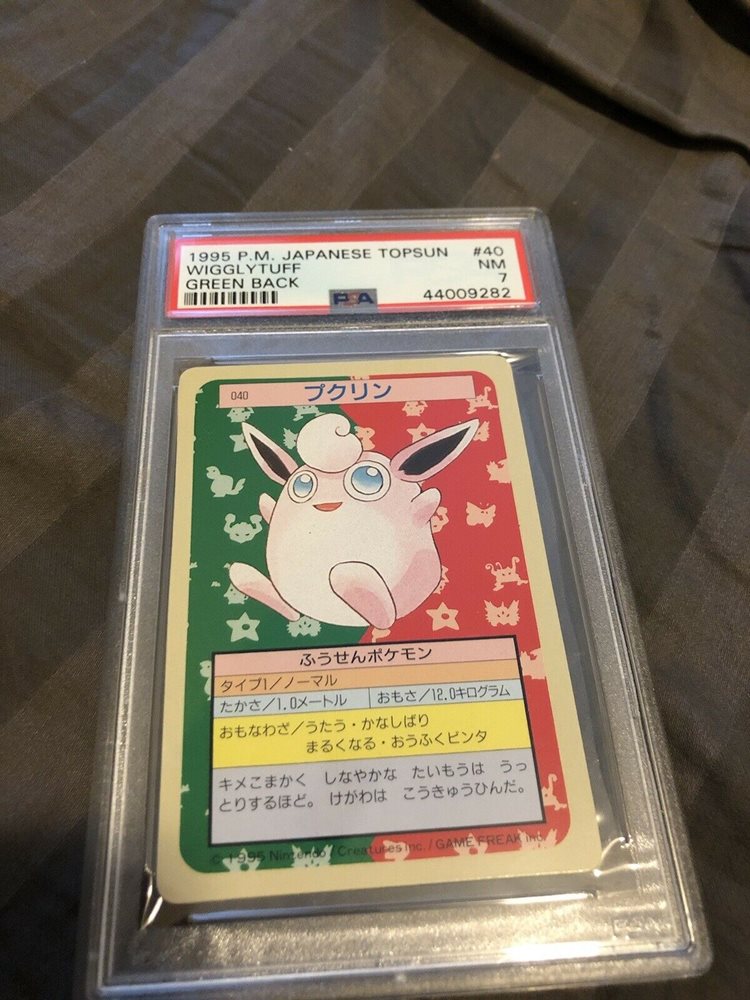 1995 P.M. JAPANESE TOPSUN #40
WIGGLYTUFF NM
GREEN BACK 7
PSA 44009282
040 プクリン
ふうせんポケモン
タイプ1/ノーマル
たかさ/1.0メートル おもさ/12.0キログラム
おもなわざ/うたう・かなしばり
まるくなる・おうふくビンタ
キメこまかく しなやかな たいもうは うっ
とりするほど。 けがわは こうきゅうひんだ。
© 1995 Nintendo / Creatures inc. / GAME FREAK inc.